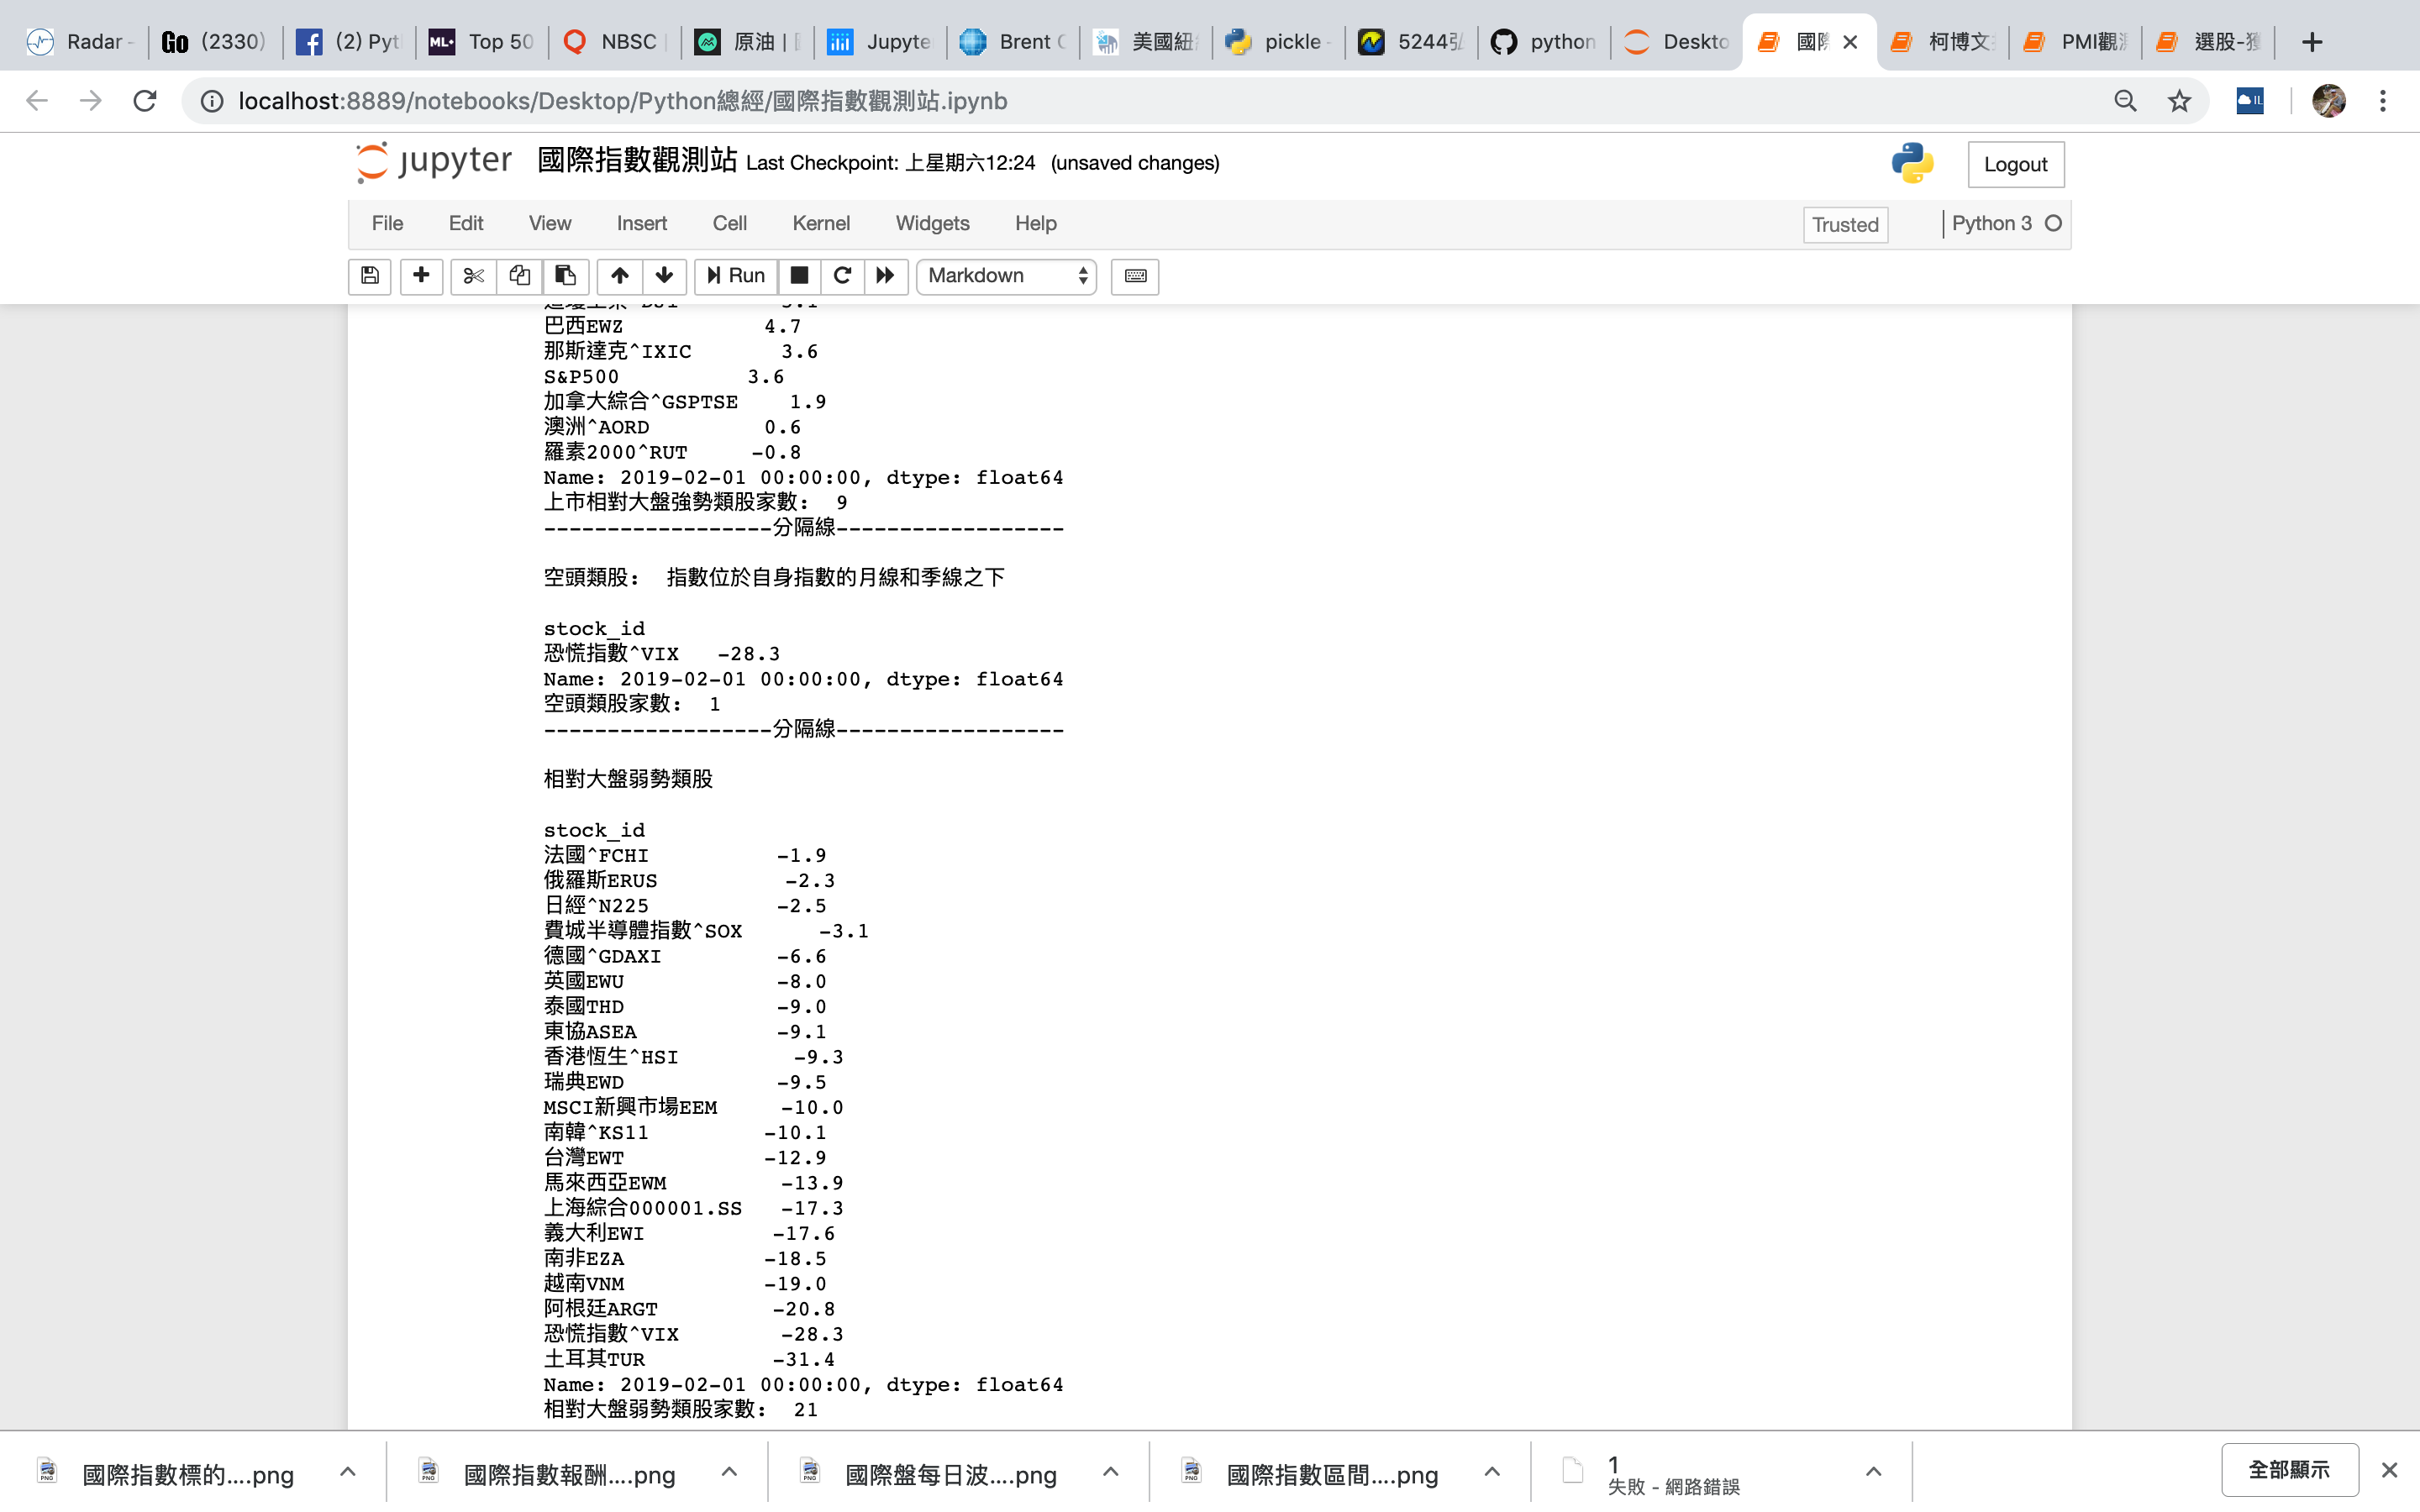 Radar -
Go (2330)
(2) Pyt
ML Top 50
NBSC
原油 |
Jupyte
Brent C
美國紐
pickle -
5244弘
python
Deskto
國際
柯博文
PMI觀測
選股-獲
localhost:8889/notebooks/Desktop/Python總經/國際指數觀測站.ipynb
IL
jupyter 國際指數觀測站 Last Checkpoint: 上星期六12:24 (unsaved changes)
Logout
File Edit View Insert Cell Kernel Widgets Help
Trusted
Python 3
Run
Markdown
巴西EWZ 4.7
那斯達克^IXIC 3.6
S&P500 3.6
加拿大綜合^GSPTSE 1.9
澳洲^AORD 0.6
羅素2000^RUT -0.8
Name: 2019-02-01 00:00:00, dtype: float64
上市相對大盤強勢類股家數: 9
------------------分隔線------------------
空頭類股: 指數位於自身指數的月線和季線之下
stock_id
恐慌指數^VIX -28.3
Name: 2019-02-01 00:00:00, dtype: float64
空頭類股家數: 1
------------------分隔線------------------
相對大盤弱勢類股
stock_id
法國^FCHI -1.9
俄羅斯ERUS -2.3
日經^N225 -2.5
費城半導體指數^SOX -3.1
德國^GDAXI -6.6
英國EWU -8.0
泰國THD -9.0
東協ASEA -9.1
香港恆生^HSI -9.3
瑞典EWD -9.5
MSCI新興市場EEM -10.0
南韓^KS11 -10.1
台灣EWT -12.9
馬來西亞EWM -13.9
上海綜合000001.SS -17.3
義大利EWI -17.6
南非EZA -18.5
越南VNM -19.0
阿根廷ARGT -20.8
恐慌指數^VIX -28.3
土耳其TUR -31.4
Name: 2019-02-01 00:00:00, dtype: float64
相對大盤弱勢類股家數: 21
國際指數標的....png
國際指數報酬....png
國際盤每日波....png
國際指數區間....png
1
失敗 - 網路錯誤
全部顯示